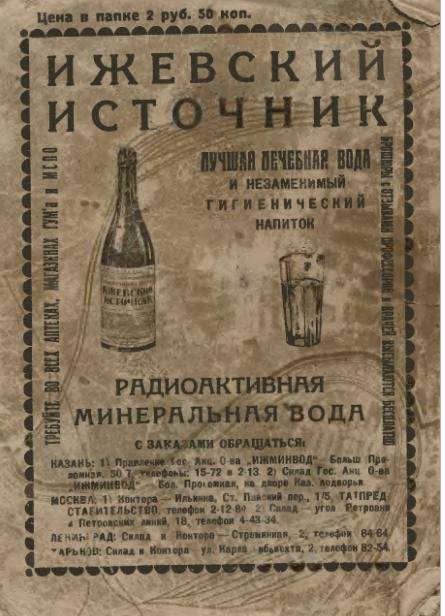 Цена в папке 2 руб. 50 коп.
ИЖЕВСКИЙ
ИСТОЧНИК
ЛУЧШАЯ ЛЕЧЕБНАЯ ВОДА
И НЕЗАМЕНИМЫЙ
ГИГИЕНИЧЕСКИЙ
НАПИТОК
ТРЕБУЙТЕ ВО ВСЕХ АПТЕКАХ, МАГАЗИНАХ ГУМ'а и МСПО
ИЖЕВСКИЙ
ИСТОЧНИК
РАДИОАКТИВНАЯ
МИНЕРАЛЬНАЯ ВОДА
С ЗАКАЗАМИ ОБРАЩАТЬСЯ:
КАЗАНЬ: 1) Правление Гос. Акц. О-ва „ИЖМИНВОД“ Больш Про-
ломная, 50 7, телефоны: 15-72 и 2-13. 2) Склад Гос. Акц О-ва
„ИЖМИНВОД“ Бол. Проломная, на дворе Каз. подворья
МОСКВА: 1) Контора — Ильинка, Ст. Панский пер., 1/5, ТАТПРЕД-
СТАВИТЕЛЬСТВО, телефон 2-12-84 2) Склад — угол Петровки
и Петровских линий, 18, телефон 4-43-34.
ЛЕНИНГРАД: Склад и Контора — Стремянная, 2, телефон 84-64
ХАРЬКОВ: Склад и Контора ул. Карла Либкнехта, 2, телефон 82-54.